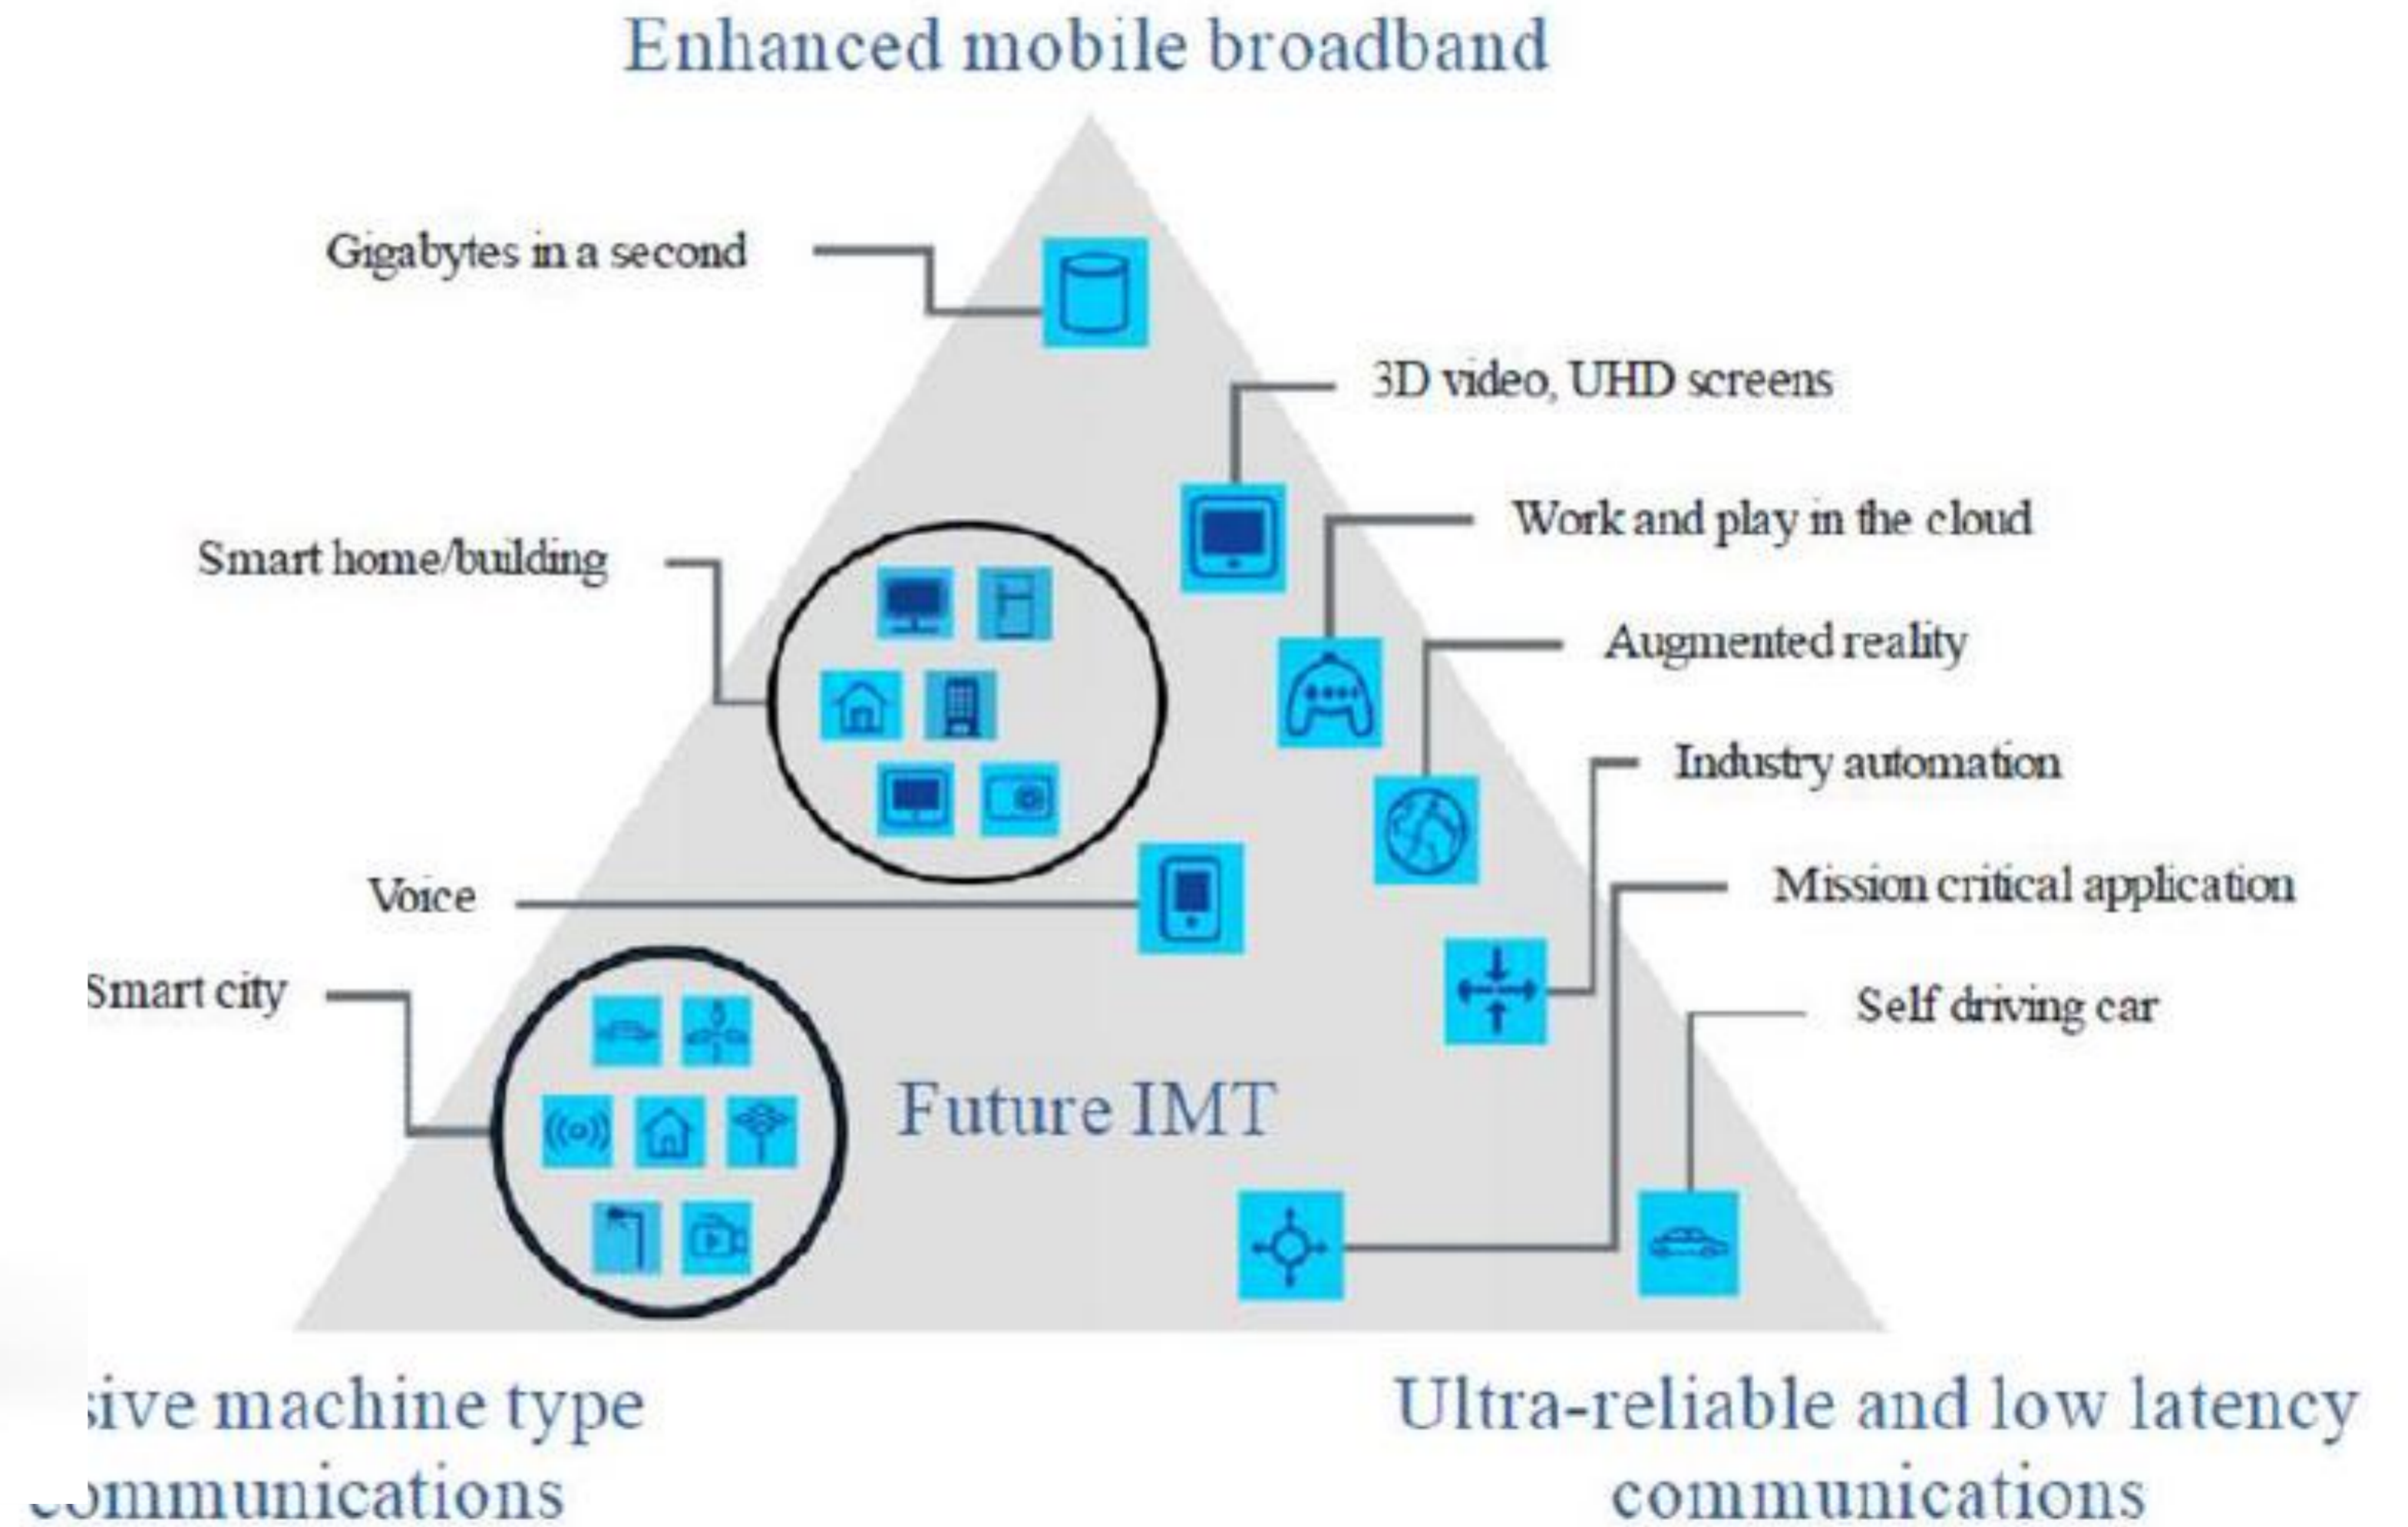 Enhanced mobile broadband
Gigabytes in a second
3D video, UHD screens
Work and play in the cloud
Smart home/building
Augmented reality
Industry automation
Voice
Mission critical application
Smart city
Self driving car
Future IMT
sive machine type
communications
Ultra-reliable and low latency
communications